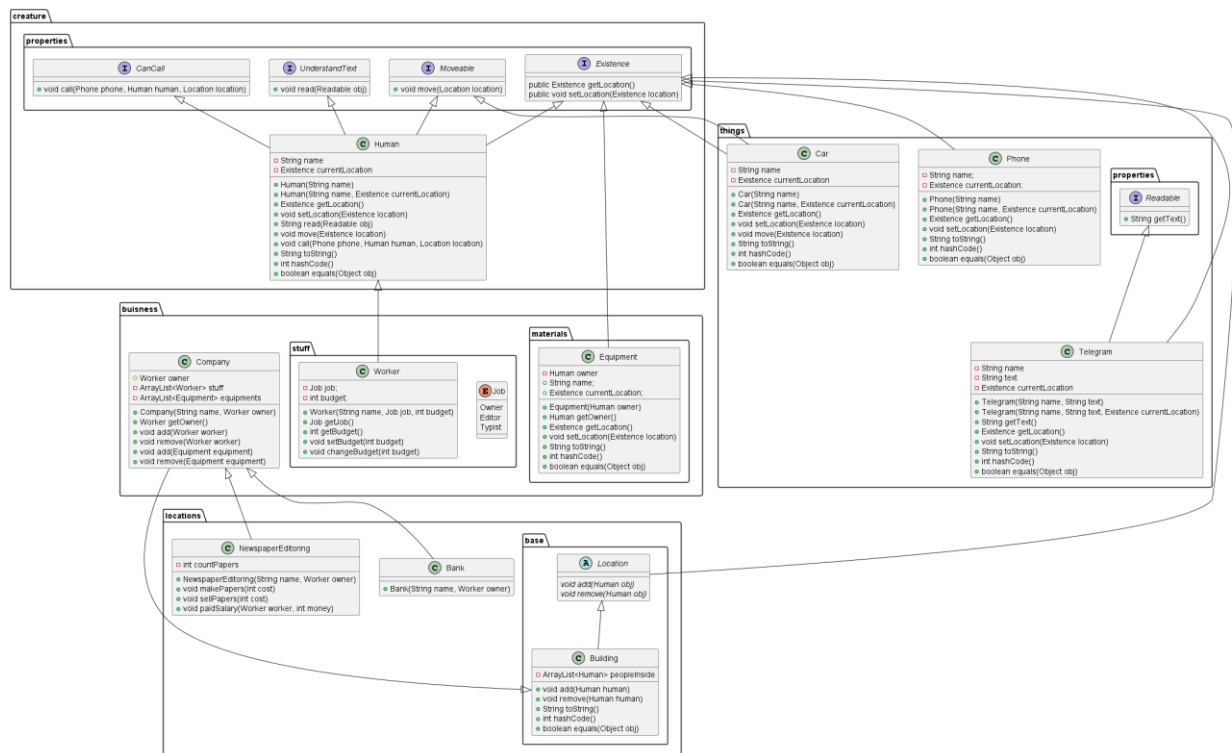 creature
properties
CanCall
void call(Phone phone, Human human, Location location)
UnderstandText
void read(Readable obj)
Moveable
void move(Location location)
Existence
public Existence getLocation()
public void setLocation(Existence location)
Human
String name
Existence currentLocation
Human(String name)
Human(String name, Existence currentLocation)
Existence getLocation()
void setLocation(Existence location)
String read(Readable obj)
void move(Existence location)
void call(Phone phone, Human human, Location location)
String toString()
int hashCode()
boolean equals(Object obj)
things
Car
String name
Existence currentLocation
Car(String name)
Car(String name, Existence currentLocation)
Existence getLocation()
void setLocation(Existence location)
void move(Existence location)
String toString()
int hashCode()
boolean equals(Object obj)
Phone
String name;
Existence currentLocation;
Phone(String name)
Phone(String name, Existence currentLocation)
Existence getLocation()
void setLocation(Existence location)
String toString()
int hashCode()
boolean equals(Object obj)
properties
Readable
String getText()
Telegram
String name
String text
Existence currentLocation
Telegram(String name, String text)
Telegram(String name, String text, Existence currentLocation)
String getText()
Existence getLocation()
void setLocation(Existence location)
String toString()
int hashCode()
boolean equals(Object obj)
buisness
Company
Worker owner
ArrayList<Worker> stuff
ArrayList<Equipment> equipments
Company(String name, Worker owner)
Worker getOwner()
void add(Worker worker)
void remove(Worker worker)
void add(Equipment equipment)
void remove(Equipment equipment)
stuff
Worker
Job job;
int budget;
Worker(String name, Job job, int budget)
Job getJob()
int getBudget()
void setBudget(int budget)
void changeBudget(int budget)
Job
Owner
Editor
Typist
materials
Equipment
Human owner
String name;
Existence currentLocation;
Equipment(Human owner)
Human getOwner()
Existence getLocation()
void setLocation(Existence location)
String toString()
int hashCode()
boolean equals(Object obj)
locations
NewspaperEditoring
int countPapers
NewspaperEditoring(String name, Worker owner)
void makePapers(int cost)
void sellPapers(int cost)
void paidSalary(Worker worker, int money)
Bank
Bank(String name, Worker owner)
base
Location
void add(Human obj)
void remove(Human obj)
Building
ArrayList<Human> peopleInside
void add(Human human)
void remove(Human human)
String toString()
int hashCode()
boolean equals(Object obj)